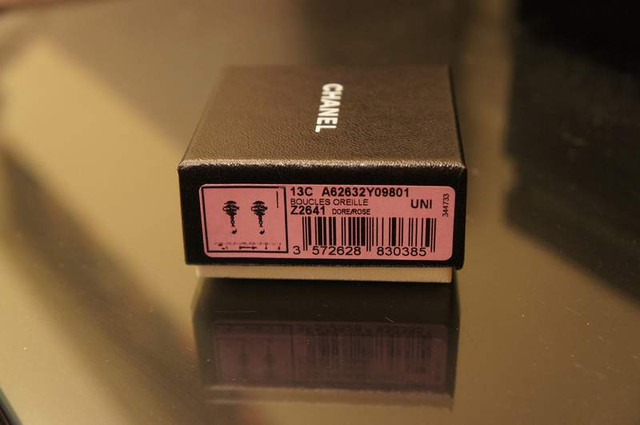 CHANEL
13C A62632Y09801
BOUCLES OREILLE
UNI
Z2641 DORE/ROSE
344733
3 572628 830385